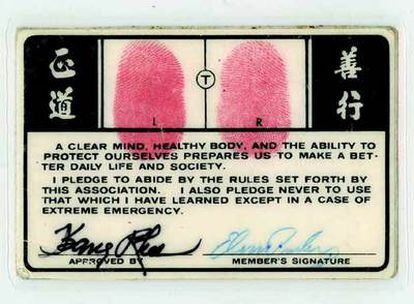 正道
善行
T
L R
A CLEAR MIND, HEALTHY BODY, AND THE ABILITY TO
PROTECT OURSELVES PREPARES US TO MAKE A BET-
TER DAILY LIFE AND SOCIETY.
I PLEDGE TO ABIDE BY THE RULES SET FORTH BY
THIS ASSOCIATION. I ALSO PLEDGE NEVER TO USE
THAT WHICH I HAVE LEARNED EXCEPT IN A CASE OF
EXTREME EMERGENCY.
APPROVED BY MEMBER'S SIGNATURE